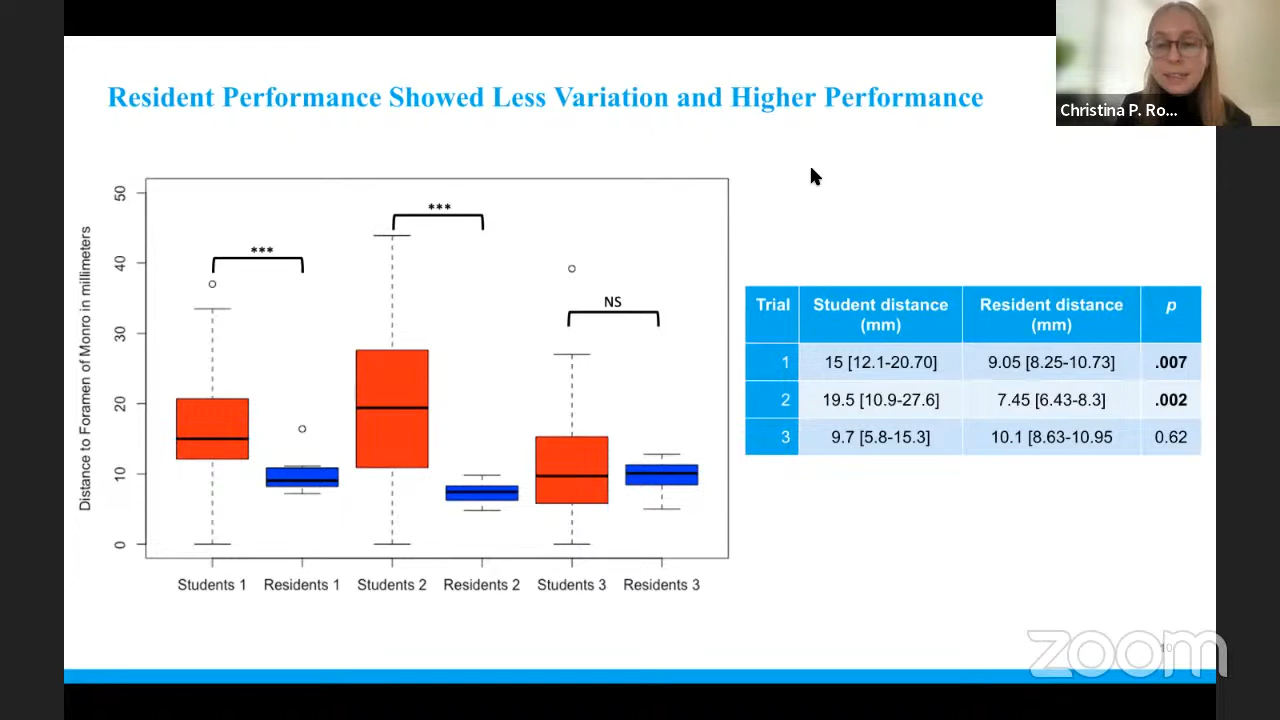 Resident Performance Showed Less Variation and Higher Performance
Christina P. Ro...
Distance to Foramen of Monro in millimeters
50
40
30
20
10
0
***
***
NS
Students 1
Residents 1
Students 2
Residents 2
Students 3
Residents 3
Trial Student distance (mm) Resident distance (mm) p
1 15 [12.1-20.70] 9.05 [8.25-10.73] .007
2 19.5 [10.9-27.6] 7.45 [6.43-8.3] .002
3 9.7 [5.8-15.3] 10.1 [8.63-10.95 0.62
10
zoom